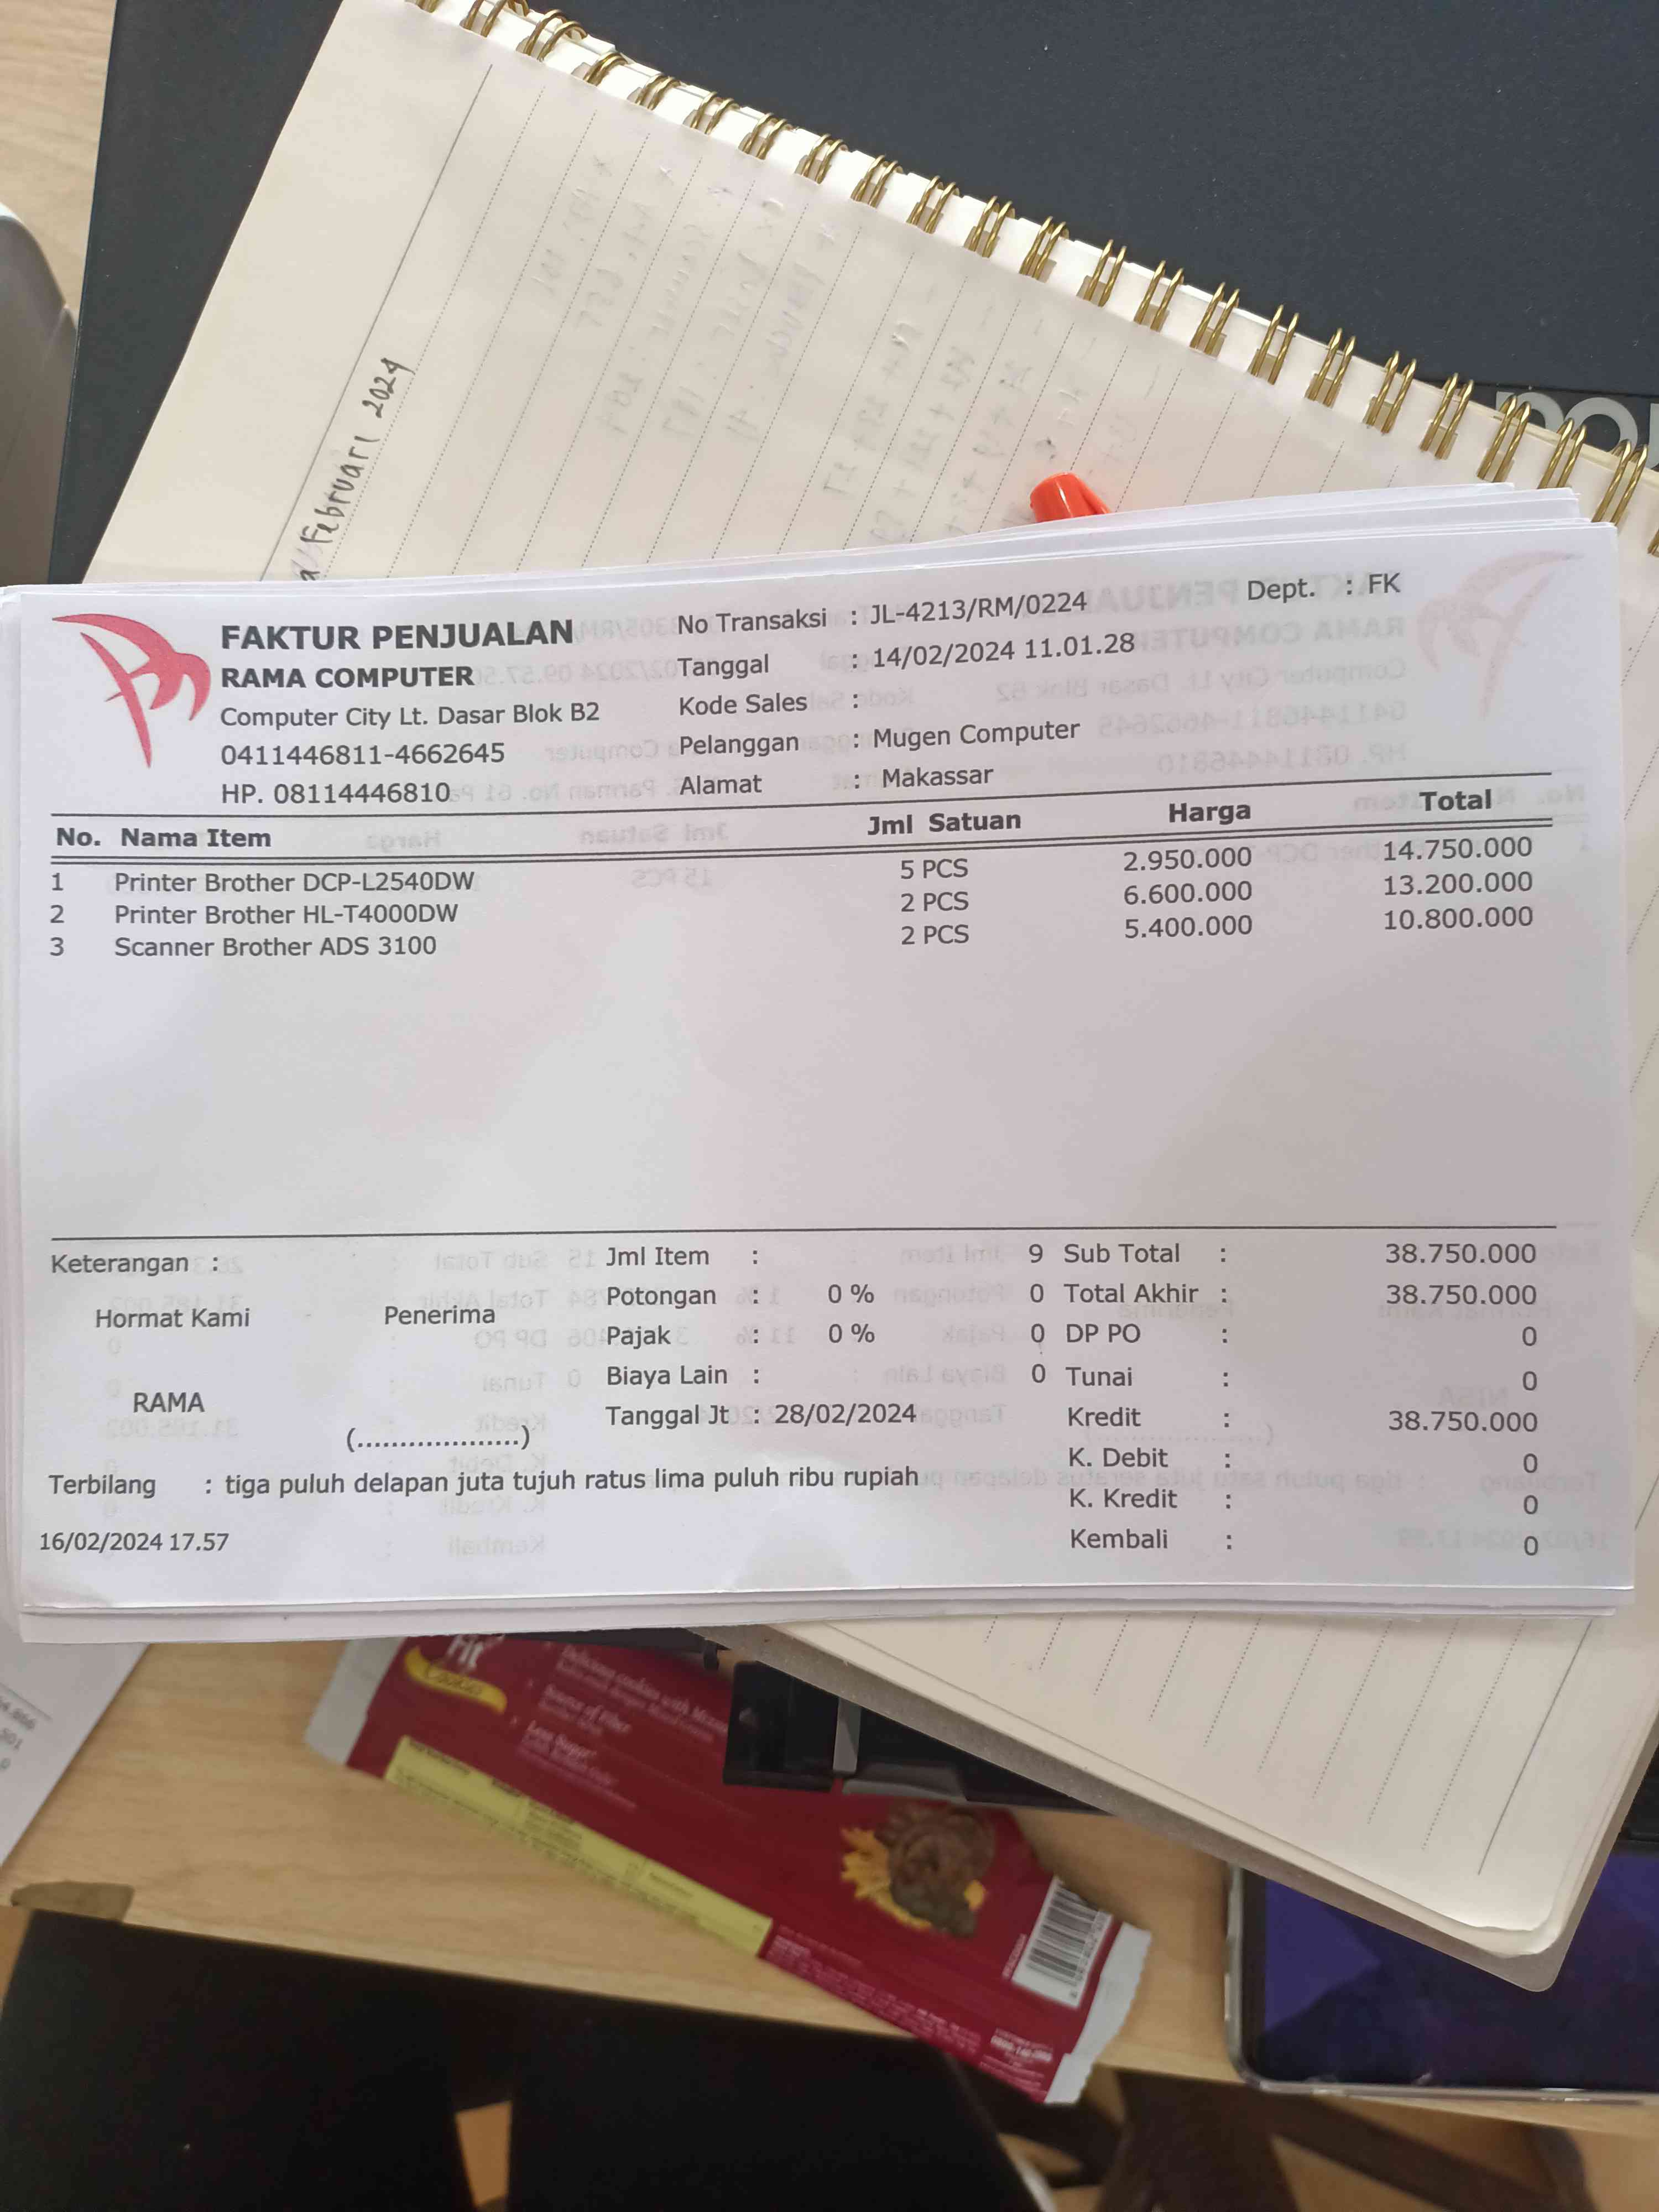 Februari 2024
FAKTUR PENJUALAN
RAMA COMPUTER
Computer City Lt. Dasar Blok B2
0411446811-4662645
HP. 08114446810
No Transaksi : JL-4213/RM/0224
Tanggal : 14/02/2024 11.01.28
Kode Sales :
Pelanggan : Mugen Computer
Alamat : Makassar
Dept. : FK
No. Nama Item Jml Satuan Harga Total
1 Printer Brother DCP-L2540DW 5 PCS 2.950.000 14.750.000
2 Printer Brother HL-T4000DW 2 PCS 6.600.000 13.200.000
3 Scanner Brother ADS 3100 2 PCS 5.400.000 10.800.000
Keterangan :
Hormat Kami Penerima
RAMA
(...................)
Jml Item : 9
Potongan : 0 % 0
Pajak : 0 % 0
Biaya Lain : 0
Tanggal Jt : 28/02/2024
Sub Total : 38.750.000
Total Akhir : 38.750.000
DP PO : 0
Tunai : 0
Kredit : 38.750.000
K. Debit : 0
K. Kredit : 0
Kembali : 0
Terbilang : tiga puluh delapan juta tujuh ratus lima puluh ribu rupiah
16/02/2024 17.57
Fit